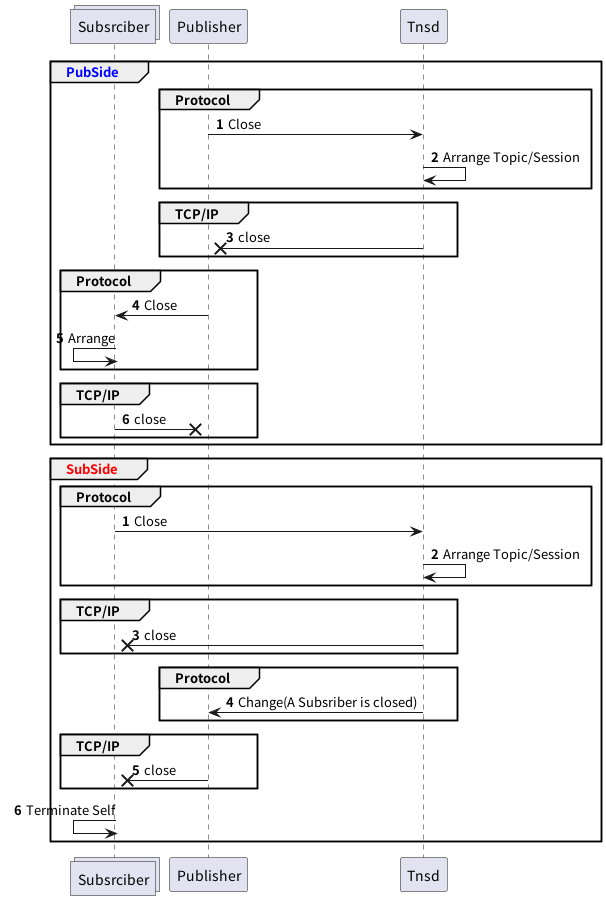 Subsrciber
Publisher
Tnsd
PubSide
Protocol
1 Close
2 Arrange Topic/Session
TCP/IP
3 close
Protocol
4 Close
5 Arrange
TCP/IP
6 close
SubSide
Protocol
1 Close
2 Arrange Topic/Session
TCP/IP
3 close
Protocol
4 Change(A Subsriber is closed)
TCP/IP
5 close
6 Terminate Self
Subsrciber
Publisher
Tnsd